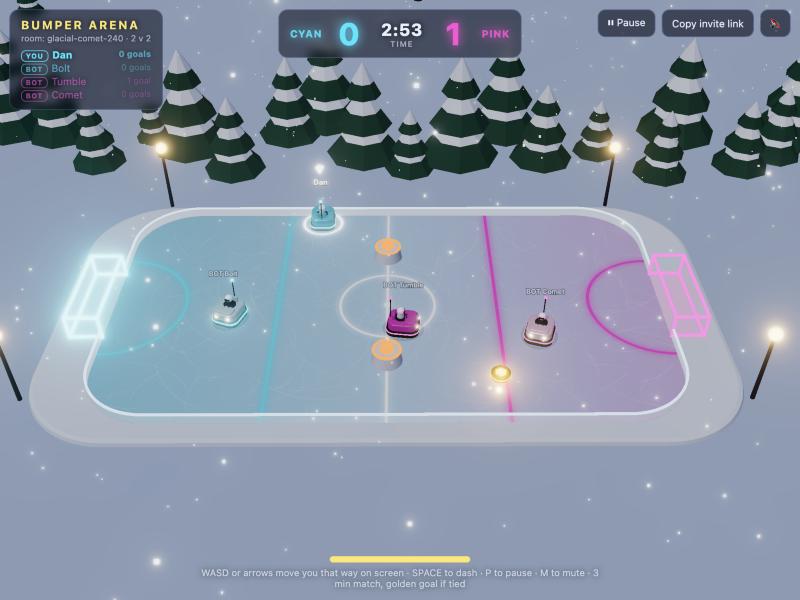 BUMPER ARENA
room: glacial-comet-240 · 2 v 2
YOU Dan 0 goals
BOT Bolt 0 goals
BOT Tumble 1 goal
BOT Comet 0 goals
CYAN 0 2:53 1 PINK
TIME
Pause
Copy invite link
Dan
BOT Bolt
BOT Tumble
BOT Comet
WASD or arrows move you that way on screen · SPACE to dash · P to pause · M to mute · 3
min match, golden goal if tied